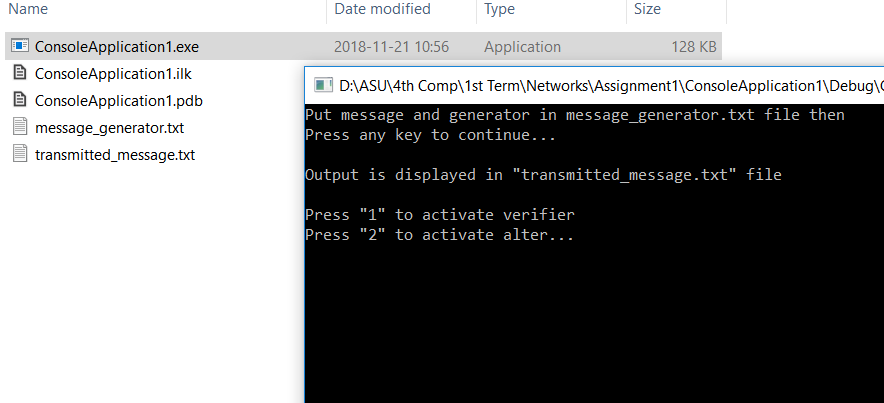 Name Date modified Type Size
ConsoleApplication1.exe 2018-11-21 10:56 Application 128 KB
ConsoleApplication1.ilk
ConsoleApplication1.pdb
message_generator.txt
transmitted_message.txt
D:\ASU\4th Comp\1st Term\Networks\Assignment1\ConsoleApplication1\Debug\
Put message and generator in message_generator.txt file then
Press any key to continue...
Output is displayed in "transmitted_message.txt" file
Press "1" to activate verifier
Press "2" to activate alter...